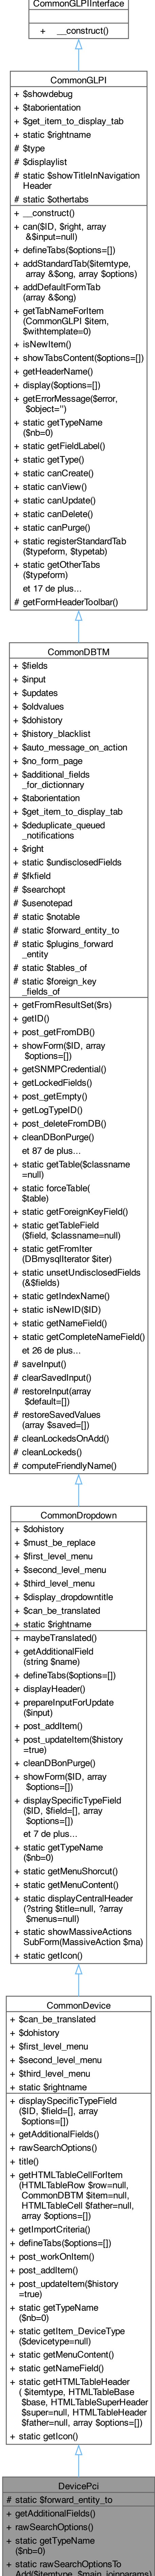 CommonGLPIInterface
+ __construct()
CommonGLPI
+ $showdebug
+ $taborientation
+ $get_item_to_display_tab
+ static $rightname
# $type
# $displaylist
# static $showTitleInNavigation
Header
# static $othertabs
+ __construct()
+ can($ID, $right, array
&$input=null)
+ defineTabs($options=[])
+ addStandardTab($itemtype,
array &$ong, array $options)
+ addDefaultFormTab
(array &$ong)
+ getTabNameForItem
(CommonGLPI $item,
$withtemplate=0)
+ isNewItem()
+ showTabsContent($options=[])
+ getHeaderName()
+ display($options=[])
+ getErrorMessage($error,
$object='')
+ static getTypeName
($nb=0)
+ static getFieldLabel()
+ static getType()
+ static canCreate()
+ static canView()
+ static canUpdate()
+ static canDelete()
+ static canPurge()
+ static registerStandardTab
($typeform, $typetab)
+ static getOtherTabs
($typeform)
et 17 de plus...
# getFormHeaderToolbar()
CommonDBTM
+ $fields
+ $input
+ $updates
+ $oldvalues
+ $dohistory
+ $history_blacklist
+ $auto_message_on_action
+ $no_form_page
+ $additional_fields
_for_dictionnary
+ $taborientation
+ $get_item_to_display_tab
+ $deduplicate_queued
_notifications
+ $right
+ static $undisclosedFields
# $fkfield
# $searchopt
# $usenotepad
# static $notable
# static $forward_entity_to
# static $plugins_forward
_entity
# static $tables_of
# static $foreign_key
_fields_of
+ getFromResultSet($rs)
+ getID()
+ post_getFromDB()
+ showForm($ID, array
$options=[])
+ getSNMPCredential()
+ getLockedFields()
+ post_getEmpty()
+ getLogTypeID()
+ post_deleteFromDB()
+ cleanDBonPurge()
et 87 de plus...
+ static getTable($classname
=null)
+ static forceTable(
$table)
+ static getForeignKeyField()
+ static getTableField
($field, $classname=null)
+ static getFromIter
(DBmysqlIterator $iter)
+ static unsetUndisclosedFields
(&$fields)
+ static getIndexName()
+ static isNewID($ID)
+ static getNameField()
+ static getCompleteNameField()
et 26 de plus...
# saveInput()
# clearSavedInput()
# restoreInput(array
$default=[])
# restoreSavedValues
(array $saved=[])
# cleanLockedsOnAdd()
# cleanLockeds()
# computeFriendlyName()
CommonDropdown
+ $dohistory
+ $must_be_replace
+ $first_level_menu
+ $second_level_menu
+ $third_level_menu
+ $display_dropdowntitle
+ $can_be_translated
+ static $rightname
+ maybeTranslated()
+ getAdditionalField
(string $name)
+ defineTabs($options=[])
+ displayHeader()
+ prepareInputForUpdate
($input)
+ post_addItem()
+ post_updateItem($history
=true)
+ cleanDBonPurge()
+ showForm($ID, array
$options=[])
+ displaySpecificTypeField
($ID, $field=[], array
$options=[])
et 7 de plus...
+ static getTypeName
($nb=0)
+ static getMenuShorcut()
+ static getMenuContent()
+ static displayCentralHeader
(?string $title=null, ?array
$menus=null)
+ static showMassiveActions
SubForm(MassiveAction $ma)
+ static getIcon()
CommonDevice
+ $can_be_translated
+ $dohistory
+ $first_level_menu
+ $second_level_menu
+ $third_level_menu
+ static $rightname
+ displaySpecificTypeField
($ID, $field=[], array
$options=[])
+ getAdditionalFields()
+ rawSearchOptions()
+ title()
+ getHTMLTableCellForItem
(HTMLTableRow $row=null,
CommonDBTM $item=null,
HTMLTableCell $father=null,
array $options=[])
+ getImportCriteria()
+ defineTabs($options=[])
+ post_workOnItem()
+ post_addItem()
+ post_updateItem($history
=true)
+ static getTypeName
($nb=0)
+ static getItem_DeviceType
($devicetype=null)
+ static getMenuContent()
+ static getNameField()
+ static getHTMLTableHeader
( $itemtype, HTMLTableBase
$base, HTMLTableSuperHeader
$super=null, HTMLTableHeader
$father=null, array $options=[])
+ static getIcon()
DevicePci
# static $forward_entity_to
+ getAdditionalFields()
+ rawSearchOptions()
+ static getTypeName
($nb=0)
+ static rawSearchOptionsTo
Add($itemtype, $main_joinparams)